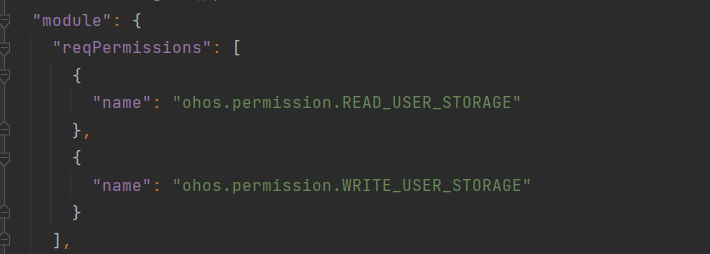 "module": {
"reqPermissions": [
{
"name": "ohos.permission.READ_USER_STORAGE"
},
{
"name": "ohos.permission.WRITE_USER_STORAGE"
}
],